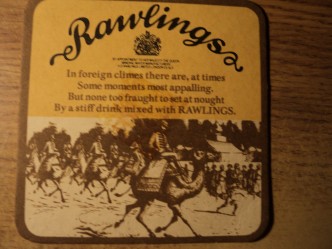 Rawlings
In foreign climes there are, at times
Some moments most appalling.
But none too fraught to set at nought
By a stiff drink mixed with RAWLINGS.